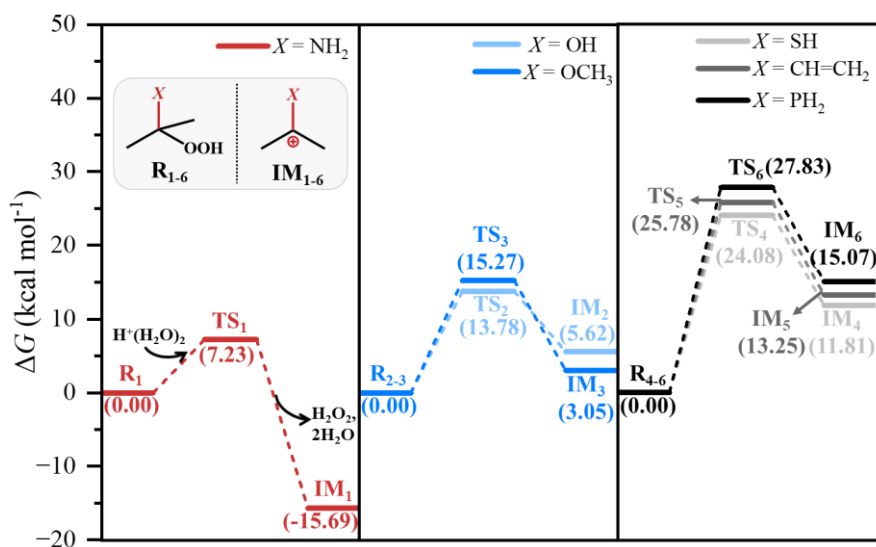 50
40
30
20
10
0
−10
−20
ΔG (kcal mol⁻¹)
X = NH₂
X
OOH
R₁₋₆
X
⊕
IM₁₋₆
H⁺(H₂O)₂
R₁
(0.00)
TS₁
(7.23)
H₂O₂,
2H₂O
IM₁
(-15.69)
X = OH
X = OCH₃
R₂₋₃
(0.00)
TS₃
(15.27)
TS₂
(13.78)
IM₂
(5.62)
IM₃
(3.05)
X = SH
X = CH=CH₂
X = PH₂
R₄₋₆
(0.00)
TS₆ (27.83)
TS₅
(25.78)
TS₄
(24.08)
IM₆
(15.07)
IM₅
(13.25)
IM₄
(11.81)